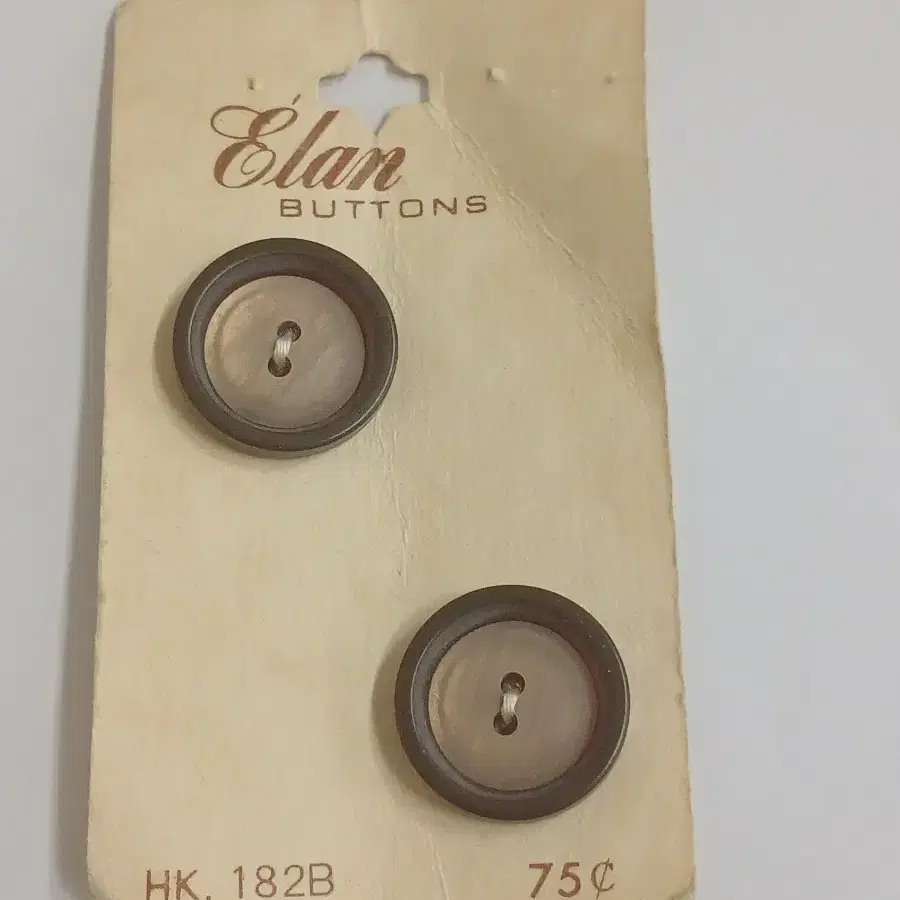 Élan
BUTTONS
HK. 182B 75¢